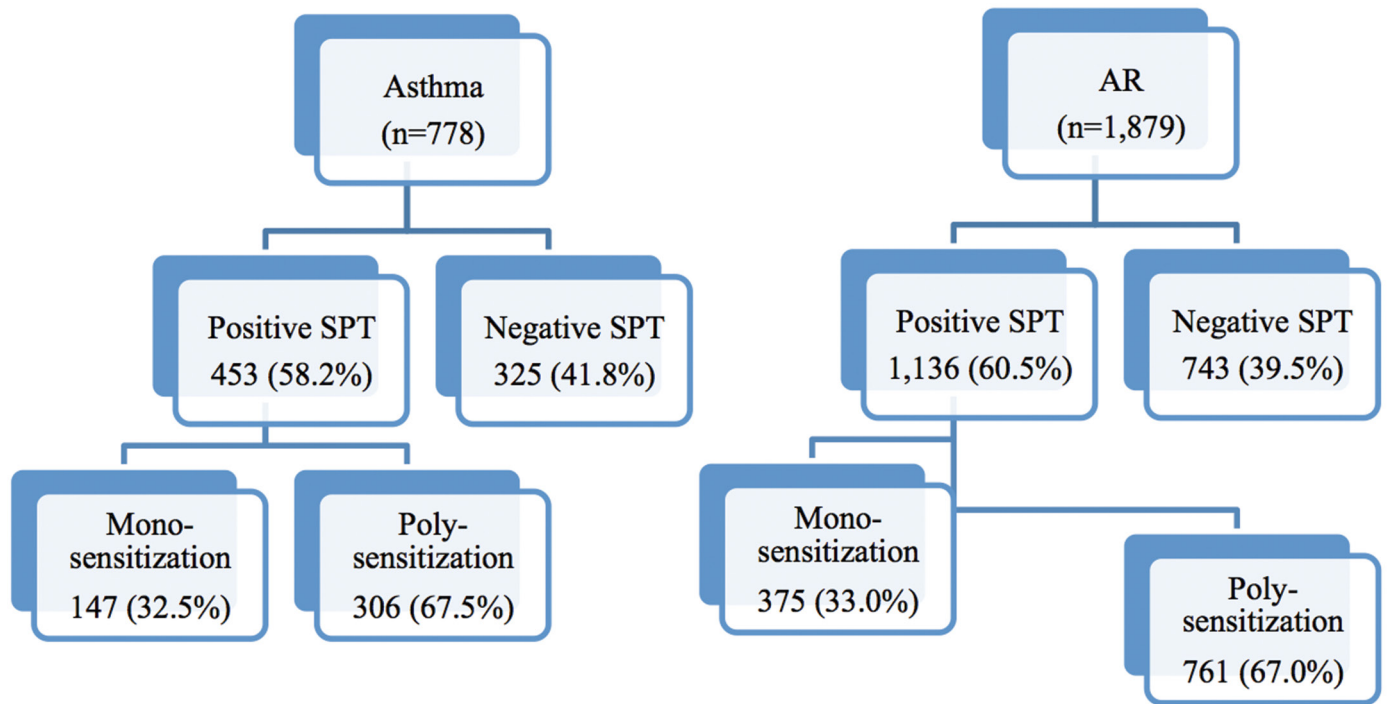 Asthma
(n=778)
Positive SPT
453 (58.2%)
Negative SPT
325 (41.8%)
Mono-
sensitization
147 (32.5%)
Poly-
sensitization
306 (67.5%)
AR
(n=1,879)
Positive SPT
1,136 (60.5%)
Negative SPT
743 (39.5%)
Mono-
sensitization
375 (33.0%)
Poly-
sensitization
761 (67.0%)